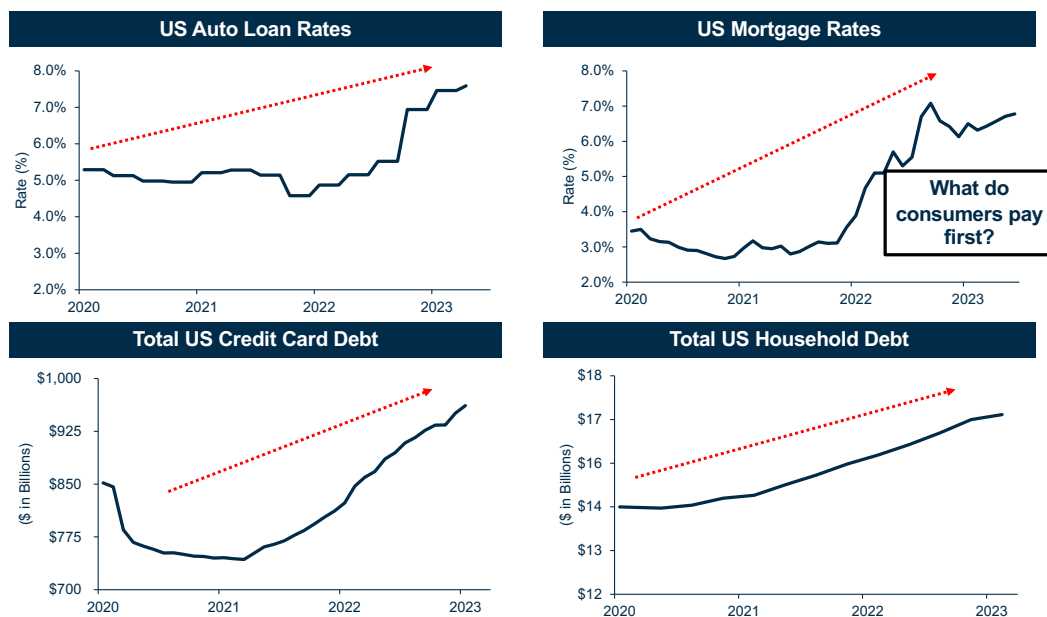 US Auto Loan Rates
8.0%
7.0%
6.0%
5.0%
4.0%
3.0%
2.0%
Rate (%)
2020 2021 2022 2023
US Mortgage Rates
8.0%
7.0%
6.0%
5.0%
4.0%
3.0%
2.0%
Rate (%)
2020 2021 2022 2023
What do
consumers pay
first?
Total US Credit Card Debt
$1,000
$925
$850
$775
$700
($ in Billions)
2020 2021 2022 2023
Total US Household Debt
$18
$17
$16
$14
$13
$12
($ in Billions)
2020 2021 2022 2023